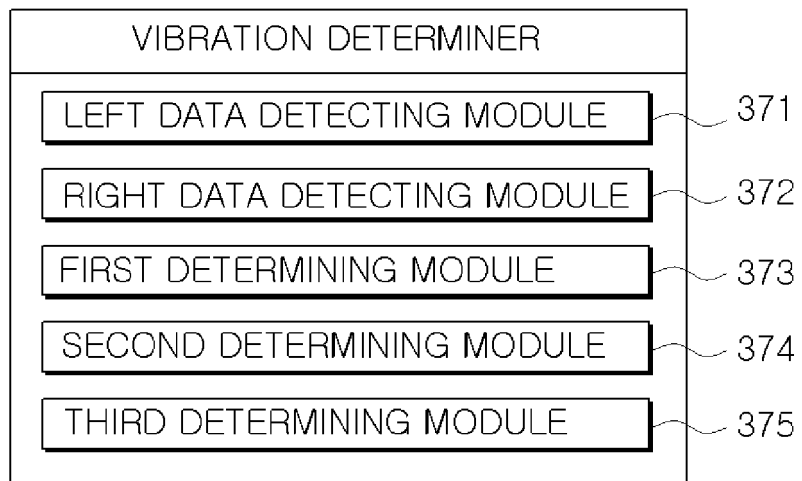 VIBRATION DETERMINER
LEFT DATA DETECTING MODULE 371
RIGHT DATA DETECTING MODULE 372
FIRST DETERMINING MODULE 373
SECOND DETERMINING MODULE 374
THIRD DETERMINING MODULE 375